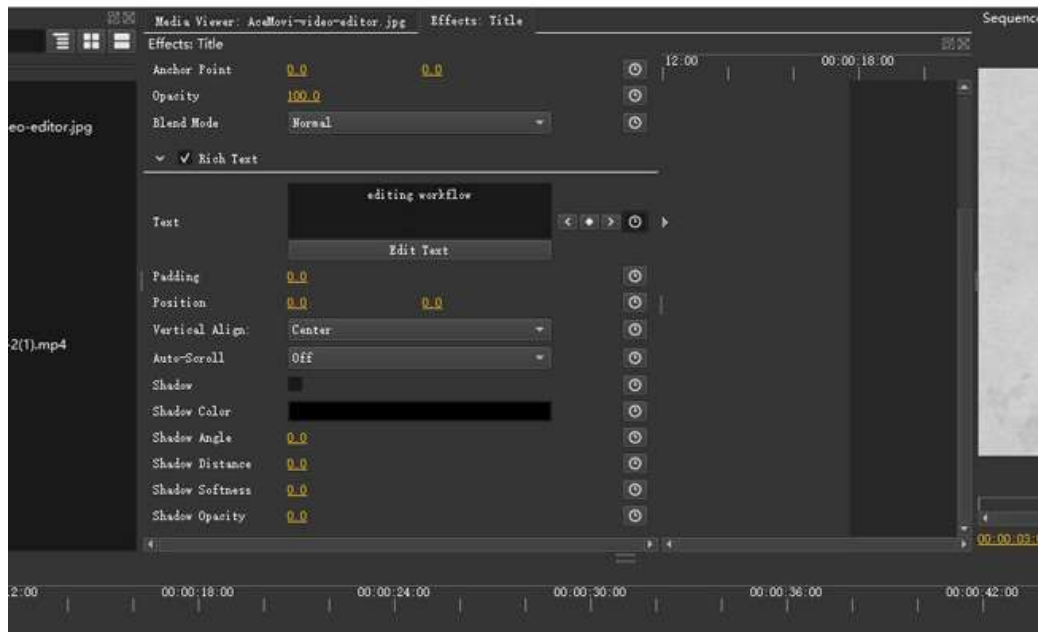 Media Viewer: AceMovi-video-editor.jpg Effects: Title
Sequence
Effects: Title
12:00 00:00:18:00
Anchor Point 0.0 0.0
Opacity 100.0
Blend Mode Normal
eo-editor.jpg
Rich Text
editing workflow
Text
Edit Text
Padding 0.0
Position 0.0 0.0
Vertical Align: Center
-2(1).mp4
Auto-Scroll Off
Shadow
Shadow Color
Shadow Angle 0.0
Shadow Distance 0.0
Shadow Softness 0.0
Shadow Opacity 0.0
00:00:03:
2:00 00:00:18:00 00:00:24:00 00:00:30:00 00:00:36:00 00:00:42:00